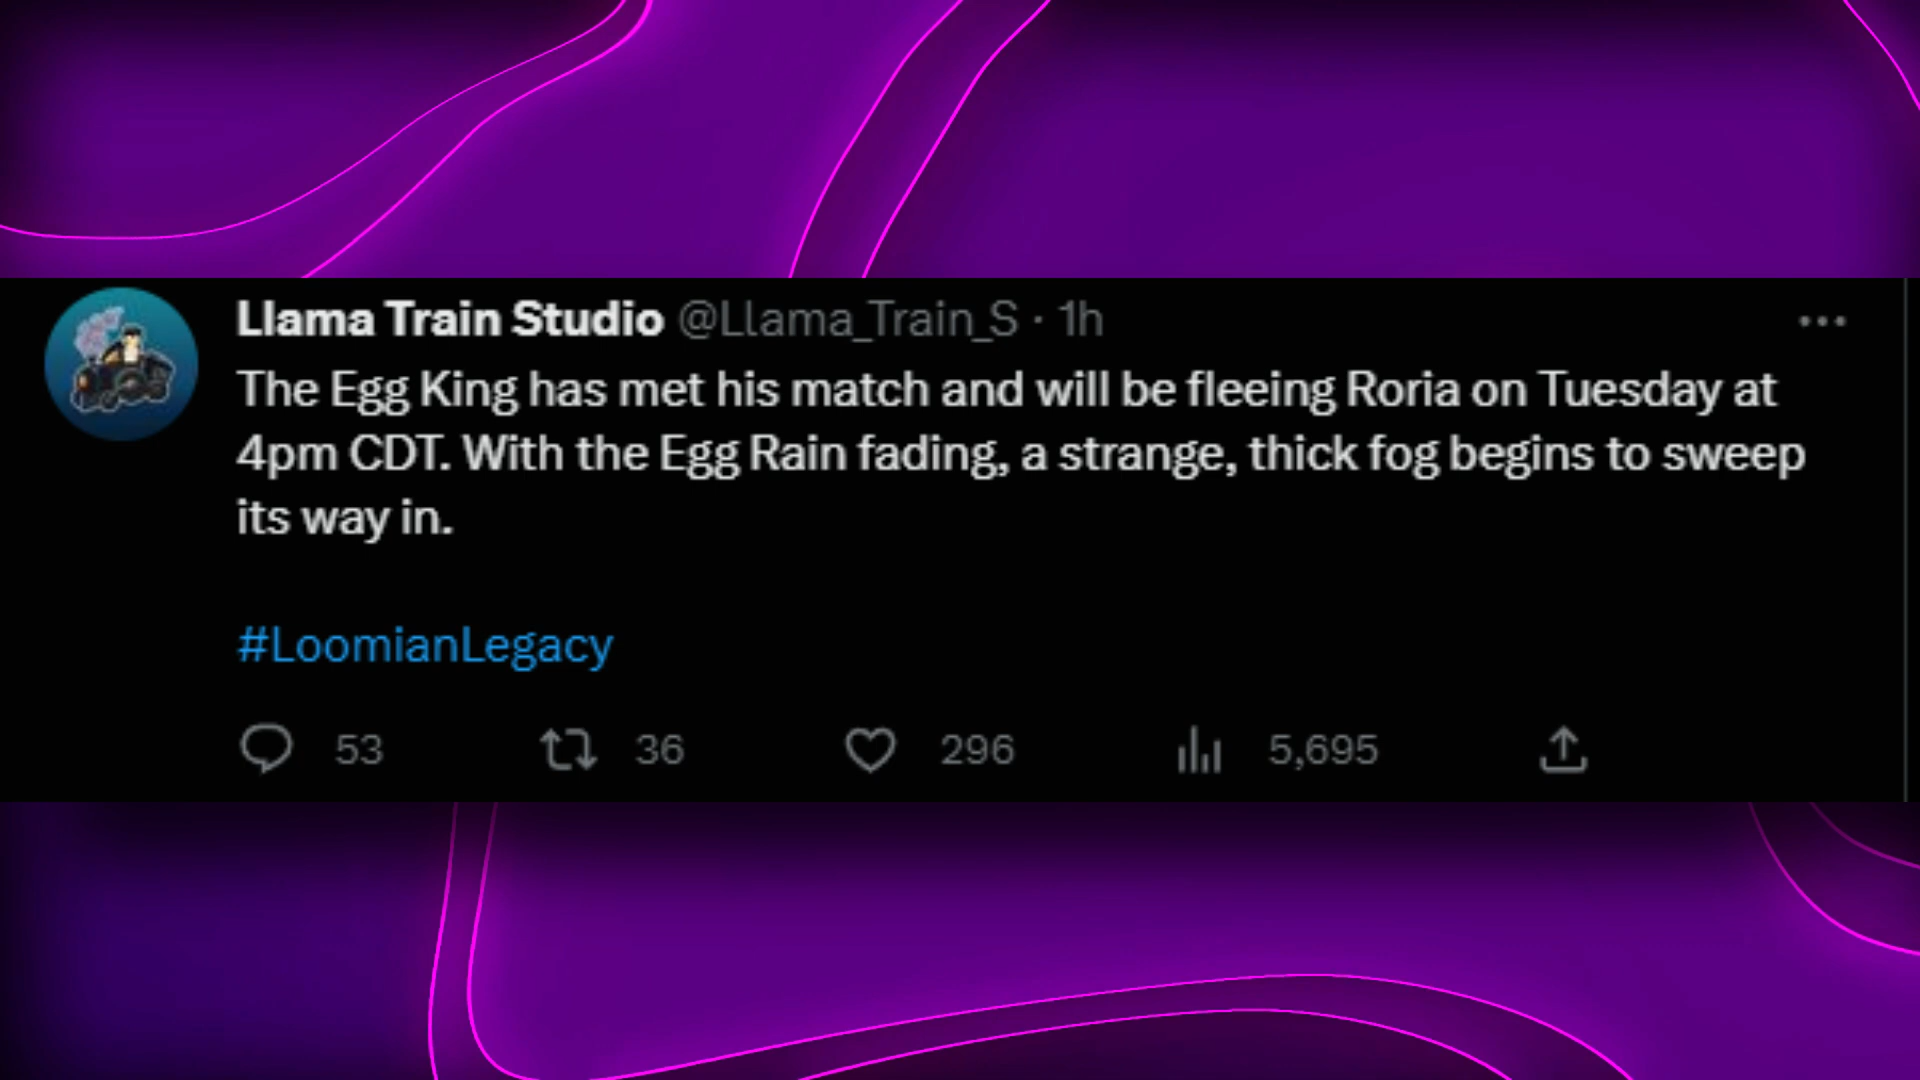 Llama Train Studio @Llama_Train_S · 1h
The Egg King has met his match and will be fleeing Roria on Tuesday at
4pm CDT. With the Egg Rain fading, a strange, thick fog begins to sweep
its way in.
#LoomianLegacy
53 36 296 5,695